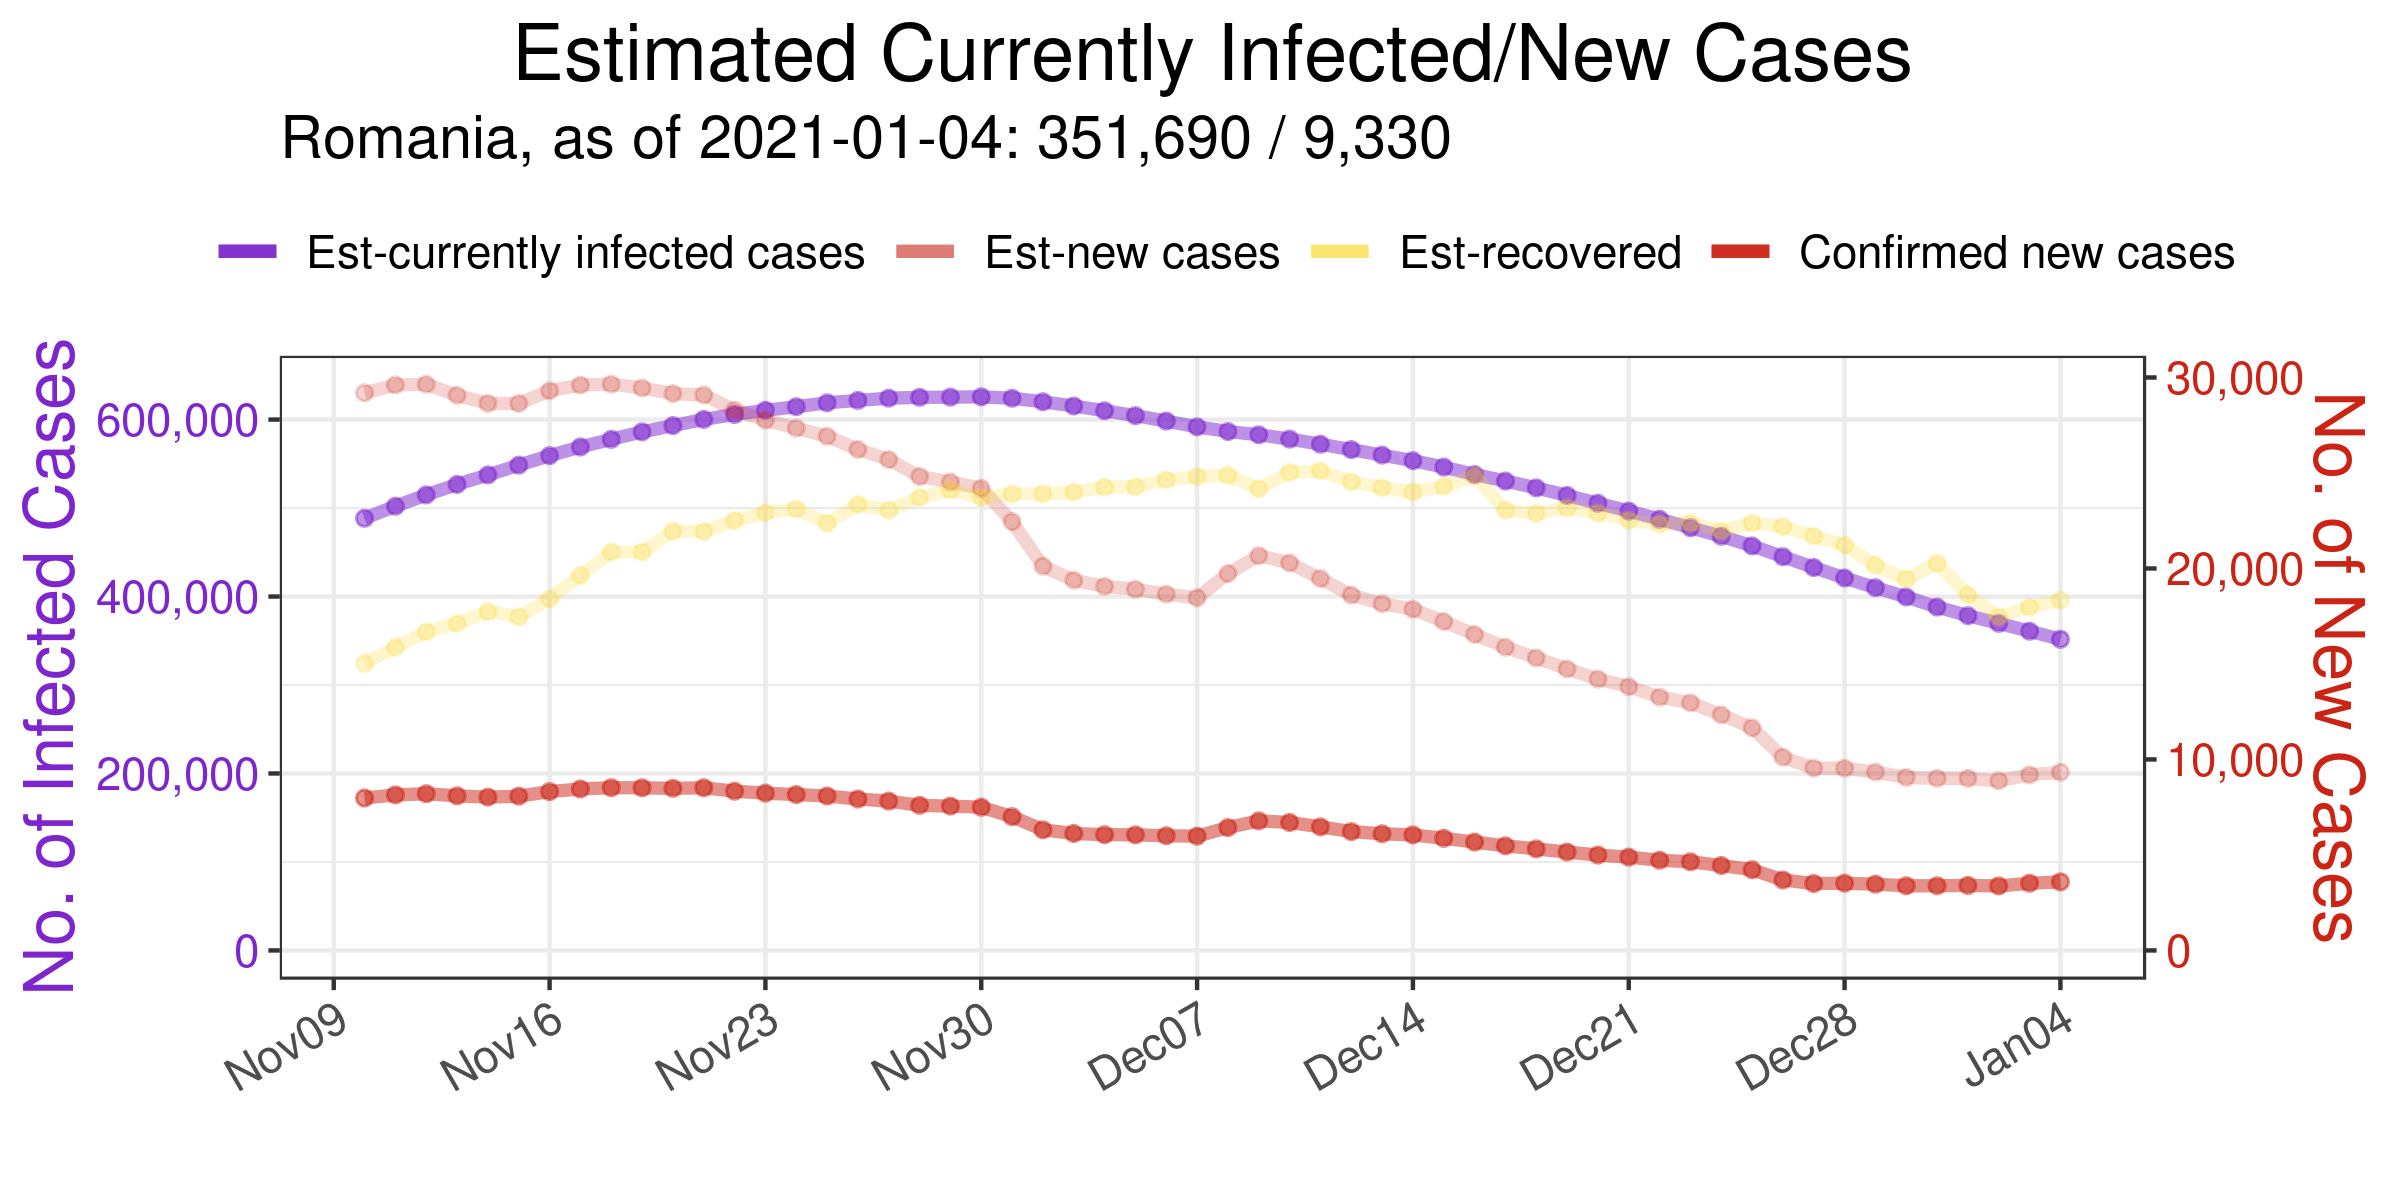 Estimated Currently Infected/New Cases
Romania, as of 2021-01-04: 351,690 / 9,330
Est-currently infected cases
Est-new cases
Est-recovered
Confirmed new cases
No. of Infected Cases
600,000
400,000
200,000
0
30,000
20,000
10,000
0
No. of New Cases
Nov09
Nov16
Nov23
Nov30
Dec07
Dec14
Dec21
Dec28
Jan04